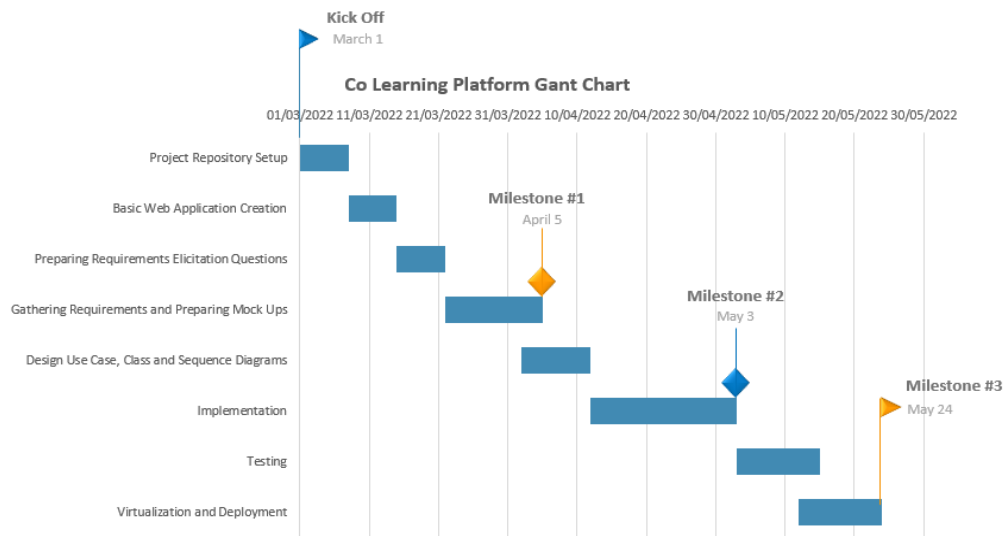 Kick Off
March 1
Co Learning Platform Gant Chart
01/03/2022 11/03/2022 21/03/2022 31/03/2022 10/04/2022 20/04/2022 30/04/2022 10/05/2022 20/05/2022 30/05/2022
Project Repository Setup
Milestone #1
Basic Web Application Creation
April 5
Preparing Requirements Elicitation Questions
Milestone #2
Gathering Requirements and Preparing Mock Ups
May 3
Design Use Case, Class and Sequence Diagrams
Milestone #3
Implementation
May 24
Testing
Virtualization and Deployment